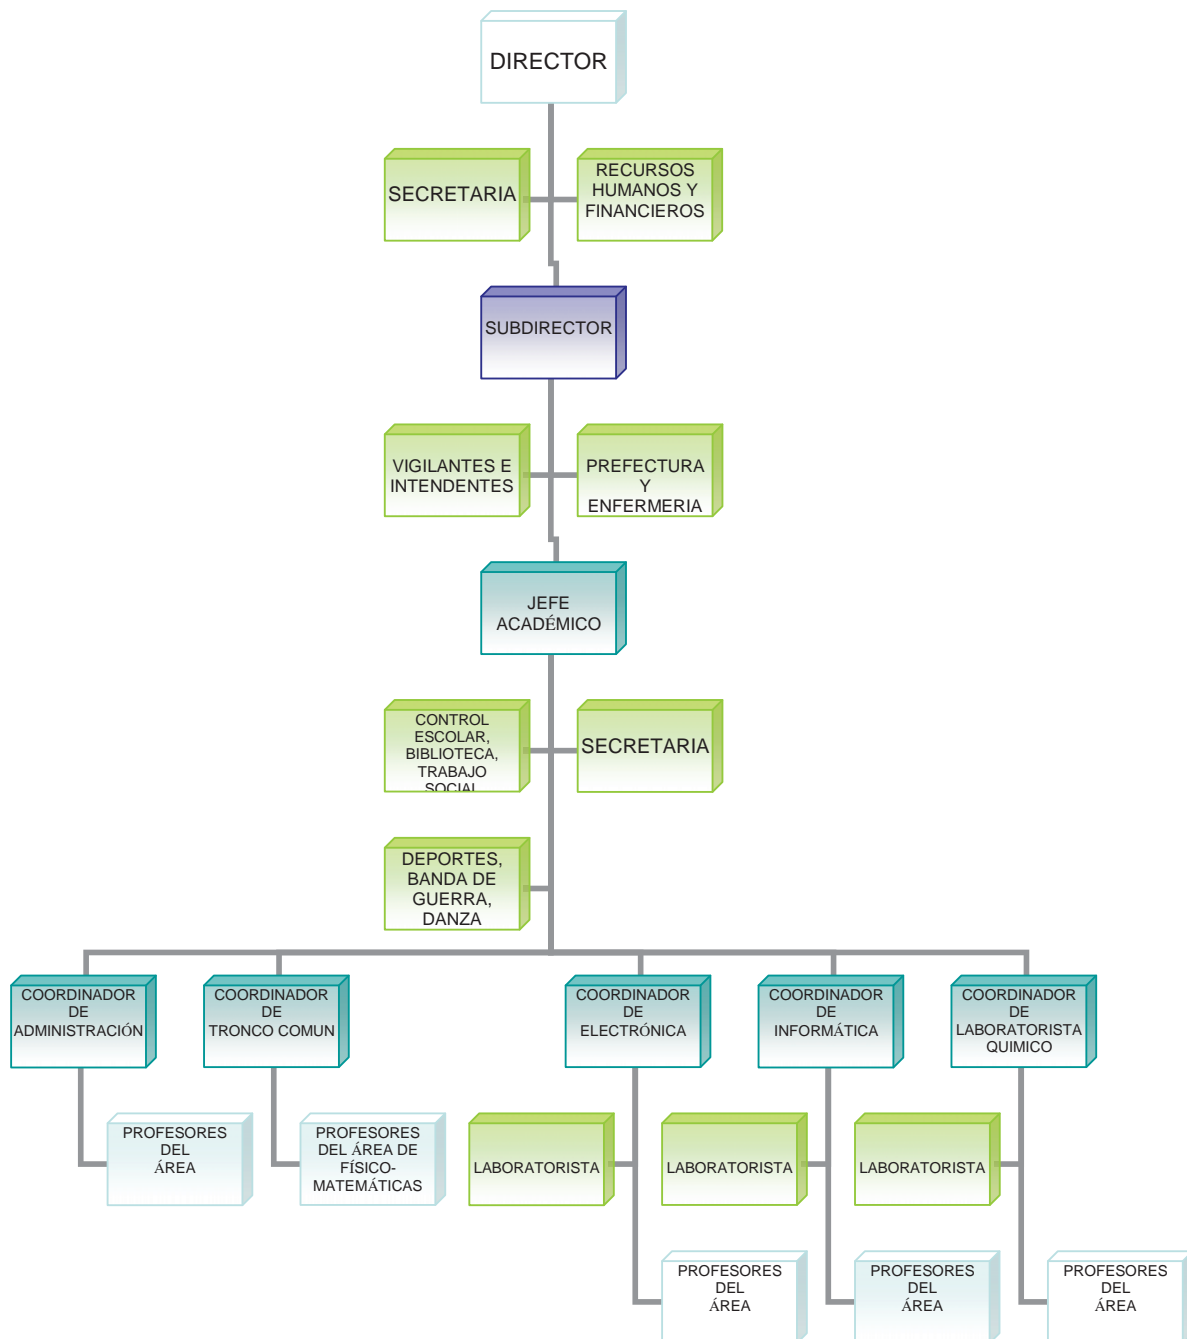 DIRECTOR
SECRETARIA
RECURSOS
HUMANOS Y
FINANCIEROS
SUBDIRECTOR
VIGILANTES E
INTENDENTES
PREFECTURA
Y
ENFERMERIA
JEFE
ACADÉMICO
CONTROL
ESCOLAR,
BIBLIOTECA,
TRABAJO
SOCIAL
SECRETARIA
DEPORTES,
BANDA DE
GUERRA,
DANZA
COORDINADOR
DE
ADMINISTRACIÓN
COORDINADOR
DE
TRONCO COMUN
COORDINADOR
DE
ELECTRÓNICA
COORDINADOR
DE
INFORMÁTICA
COORDINADOR
DE
LABORATORISTA
QUIMICO
PROFESORES
DEL
ÁREA
PROFESORES
DEL ÁREA DE
FÍSICO-
MATEMÁTICAS
LABORATORISTA
LABORATORISTA
LABORATORISTA
PROFESORES
DEL
ÁREA
PROFESORES
DEL
ÁREA
PROFESORES
DEL
ÁREA